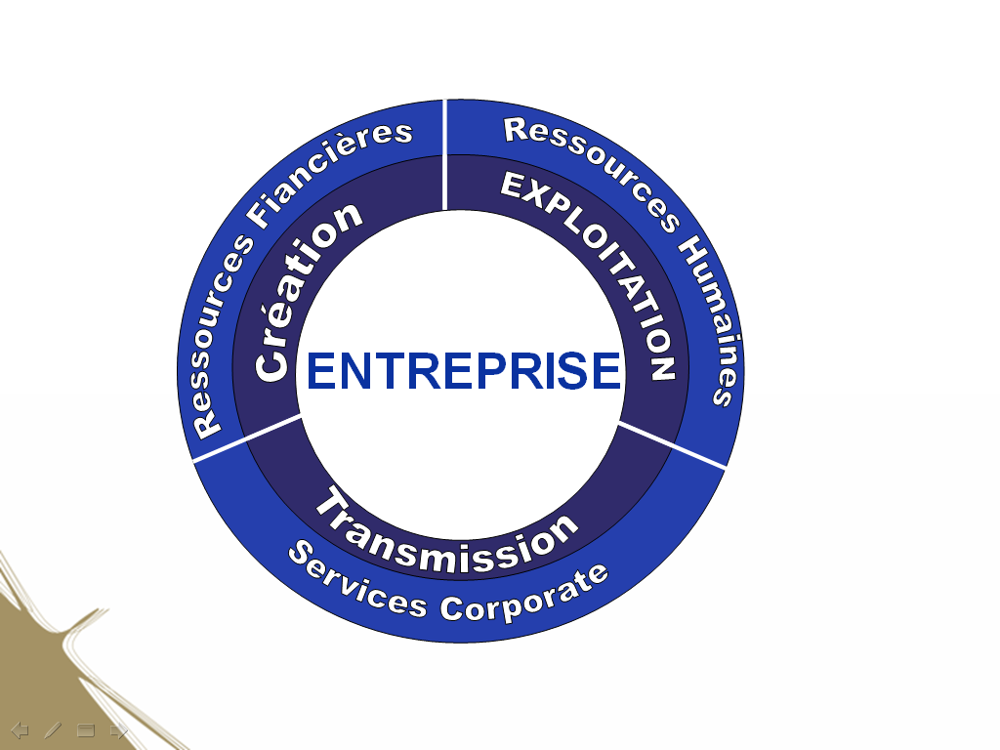 Ressources Fiancières
Ressources Humaines
Création
EXPLOITATION
ENTREPRISE
Transmission
Services Corporate